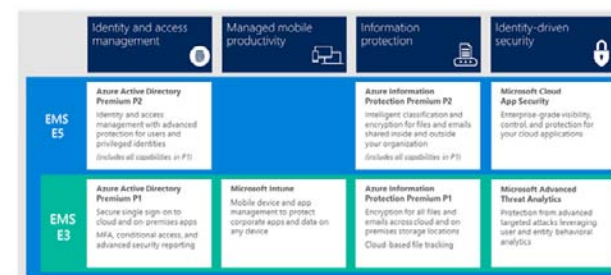 Identity and access
management
Managed mobile
productivity
Information
protection
Identity-driven
security
EMS
E5
Azure Active Directory
Premium P2
Identity and access
management with advanced
protection for users and
privileged identities
(includes all capabilities in P1)
Azure Information
Protection Premium P2
Intelligent classification and
encryption for files and emails
shared inside and outside
your organization
(includes all capabilities in P1)
Microsoft Cloud
App Security
Enterprise-grade visibility,
control, and protection for
your cloud applications
EMS
E3
Azure Active Directory
Premium P1
Secure single sign-on to
cloud and on-premises apps
MFA, conditional access, and
advanced security reporting
Microsoft Intune
Mobile device and app
management to protect
corporate apps and data on
any device
Azure Information
Protection Premium P1
Encryption for all files and
emails across cloud and on
premises storage locations
Cloud-based file tracking
Microsoft Advanced
Threat Analytics
Protection from advanced
targeted attacks leveraging
user and entity behavioral
analytics